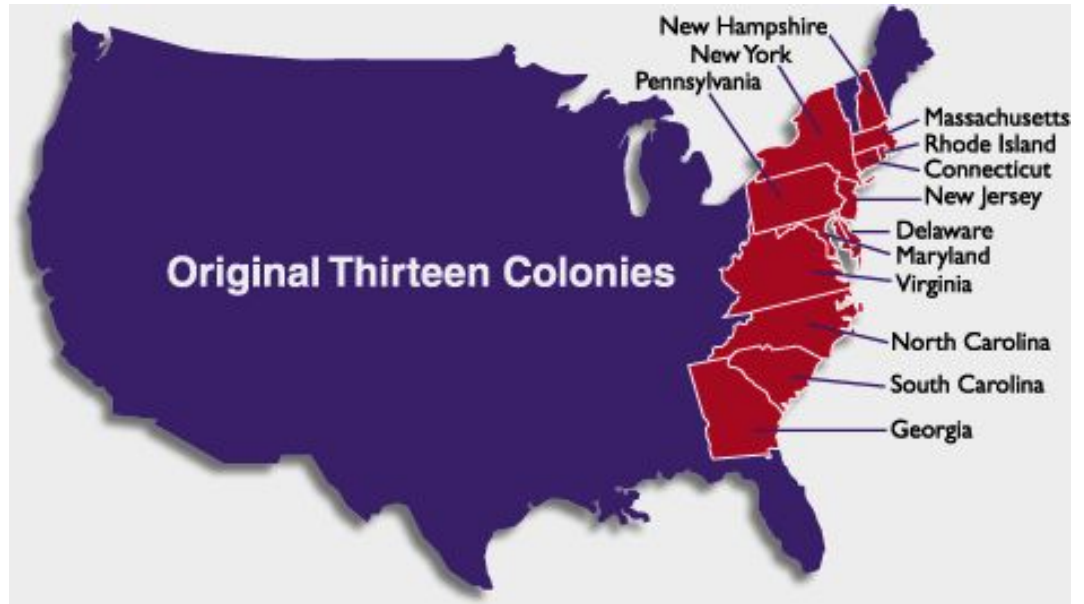 New Hampshire
New York
Pennsylvania
Massachusetts
Rhode Island
Connecticut
New Jersey
Delaware
Maryland
Virginia
Original Thirteen Colonies
North Carolina
South Carolina
Georgia